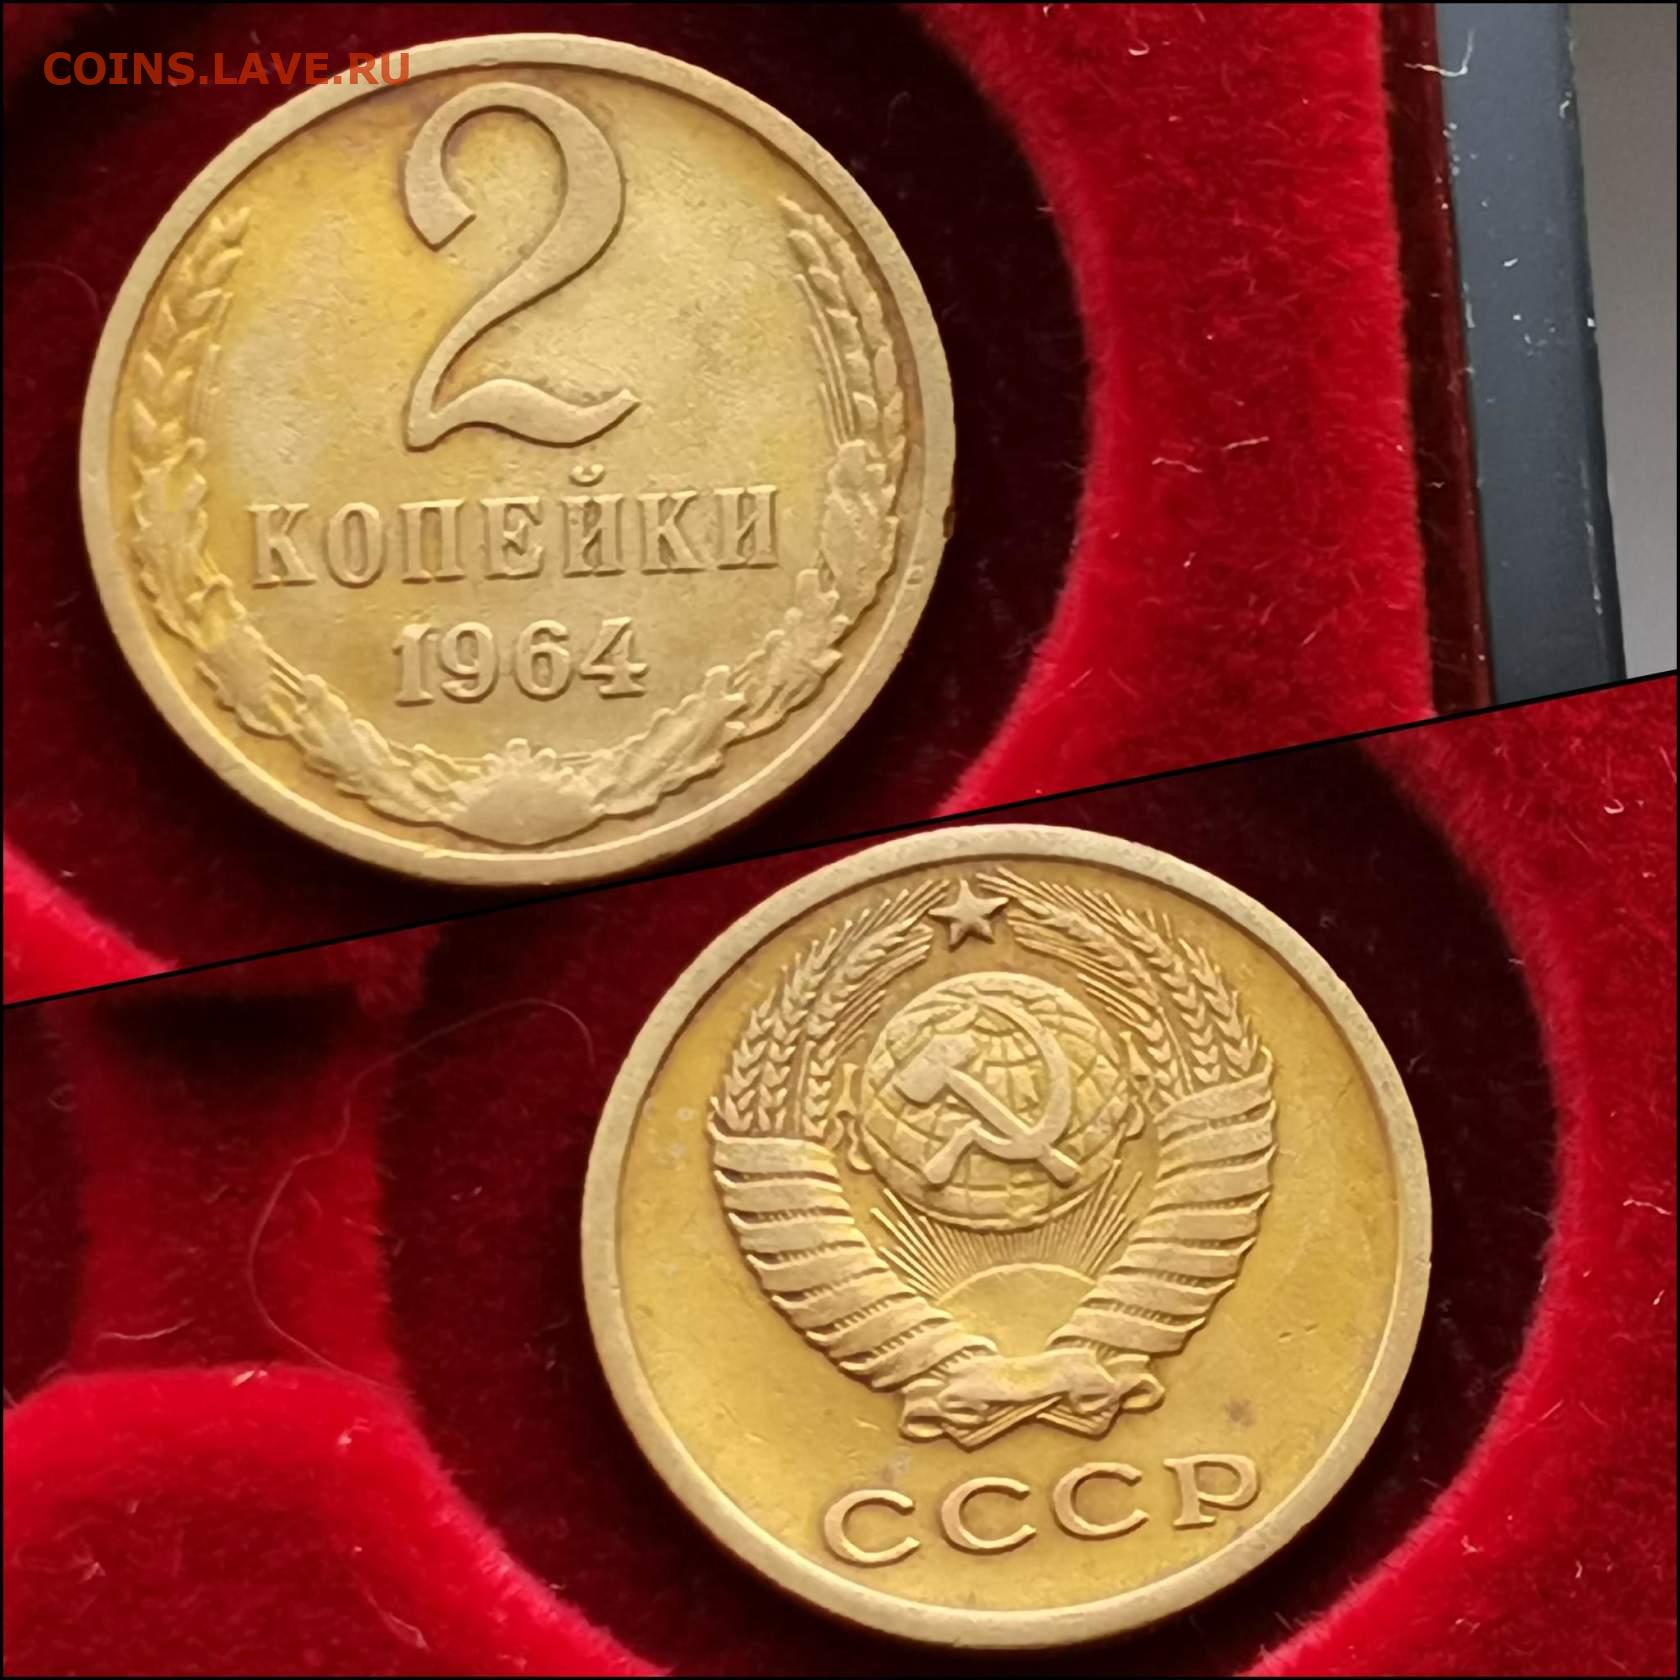 COINS.LAVE.RU
2
КОПЕЙКИ
1964
СССР